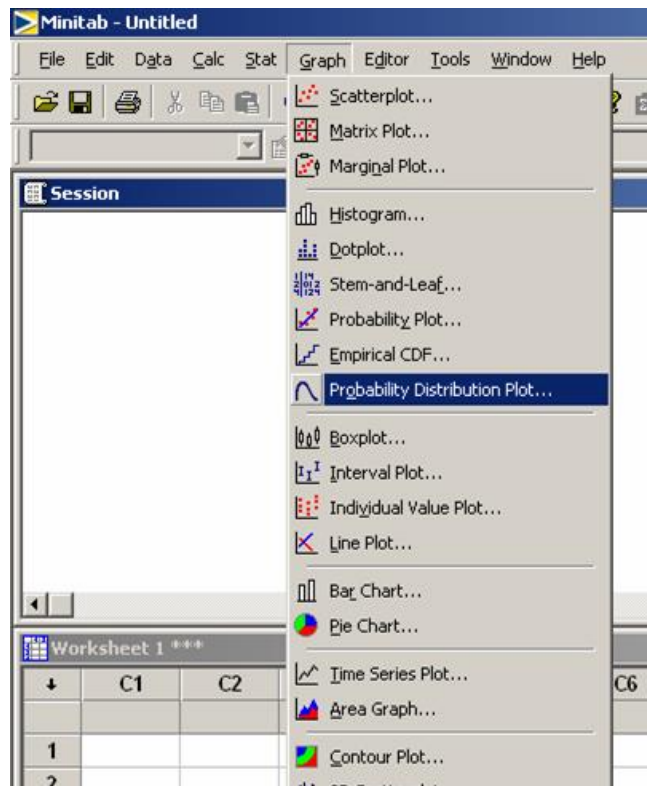 Minitab - Untitled
File Edit Data Calc Stat Graph Editor Tools Window Help
Scatterplot...
Matrix Plot...
Marginal Plot...
Session
Histogram...
Dotplot...
Stem-and-Leaf...
Probability Plot...
Empirical CDF...
Probability Distribution Plot...
Boxplot...
Interval Plot...
Individual Value Plot...
Line Plot...
Bar Chart...
Pie Chart...
Worksheet 1 ***
Time Series Plot...
C1 C2 C6
Area Graph...
1
Contour Plot...
2